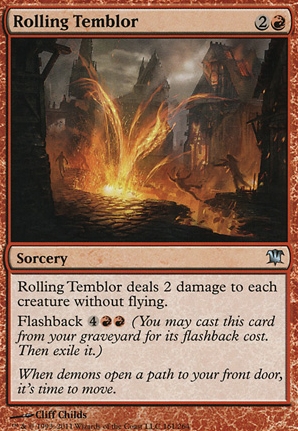 Rolling Temblor 2
Sorcery
Rolling Temblor deals 2 damage to each
creature without flying.
Flashback 4 (You may cast this card
from your graveyard for its flashback cost.
Then exile it.)
When demons open a path to your front door,
it's time to move.
Cliff Childs